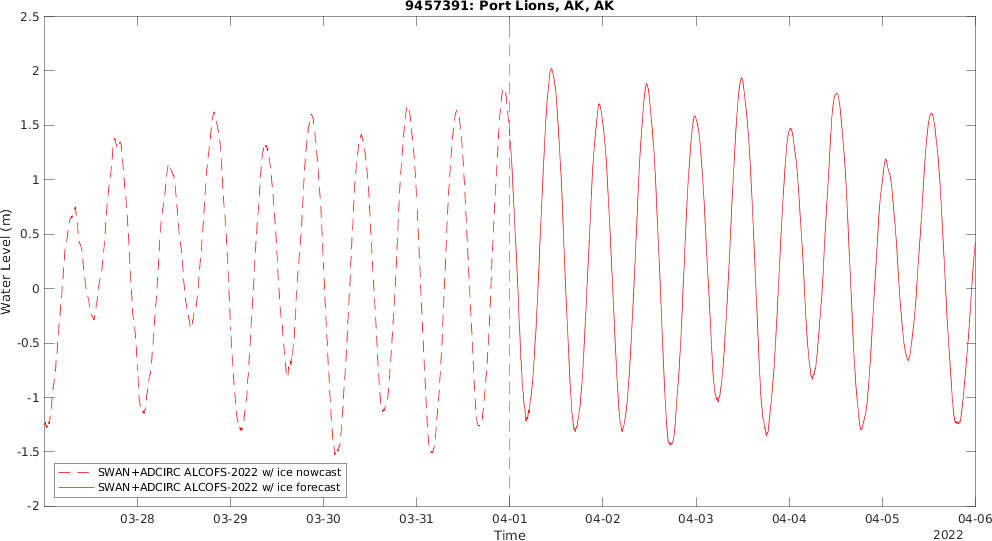 9457391: Port Lions, AK, AK
2.5
2
1.5
1
0.5
0
-0.5
-1
-1.5
-2
Water Level (m)
SWAN+ADCIRC ALCOFS-2022 w/ ice nowcast
SWAN+ADCIRC ALCOFS-2022 w/ ice forecast
03-28 03-29 03-30 03-31 04-01 04-02 04-03 04-04 04-05 04-06
Time
2022